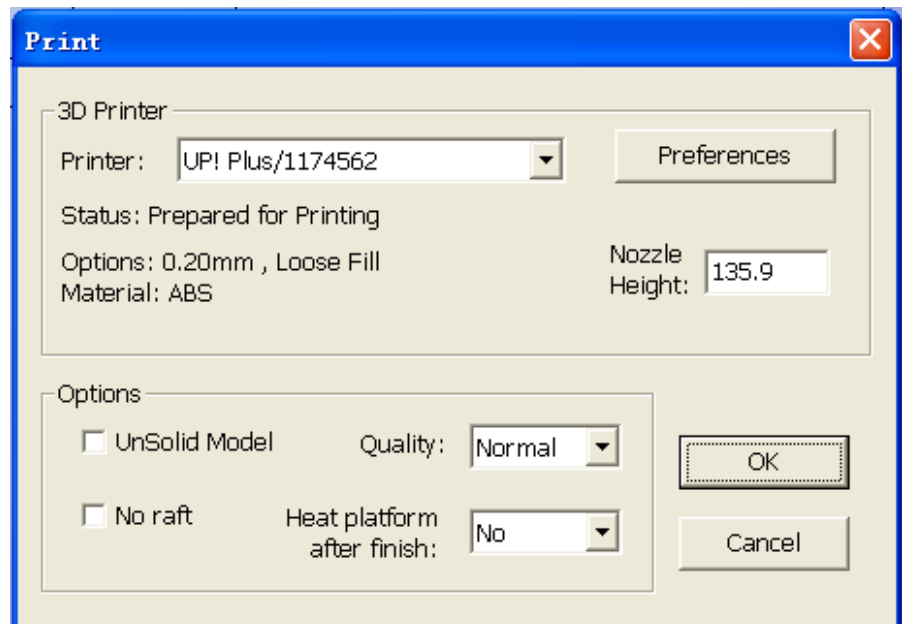 Print
3D Printer
Printer: UP! Plus/1174562
Preferences
Status: Prepared for Printing
Options: 0.20mm , Loose Fill
Material: ABS
Nozzle
Height: 135.9
Options
UnSolid Model
Quality: Normal
No raft
Heat platform
after finish: No
OK
Cancel